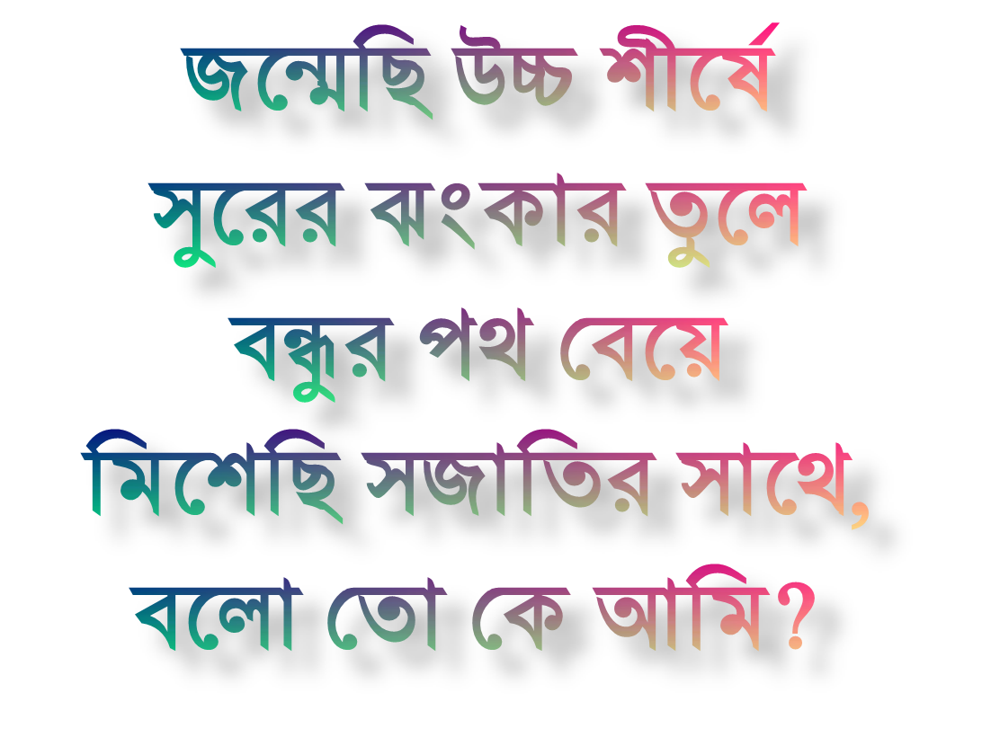 জন্মেছি উচ্চ শীর্ষে
সুরের ঝংকার তুলে
বন্ধুর পথ বেয়ে
মিশেছি সজাতির সাথে,
বলো তো কে আমি?